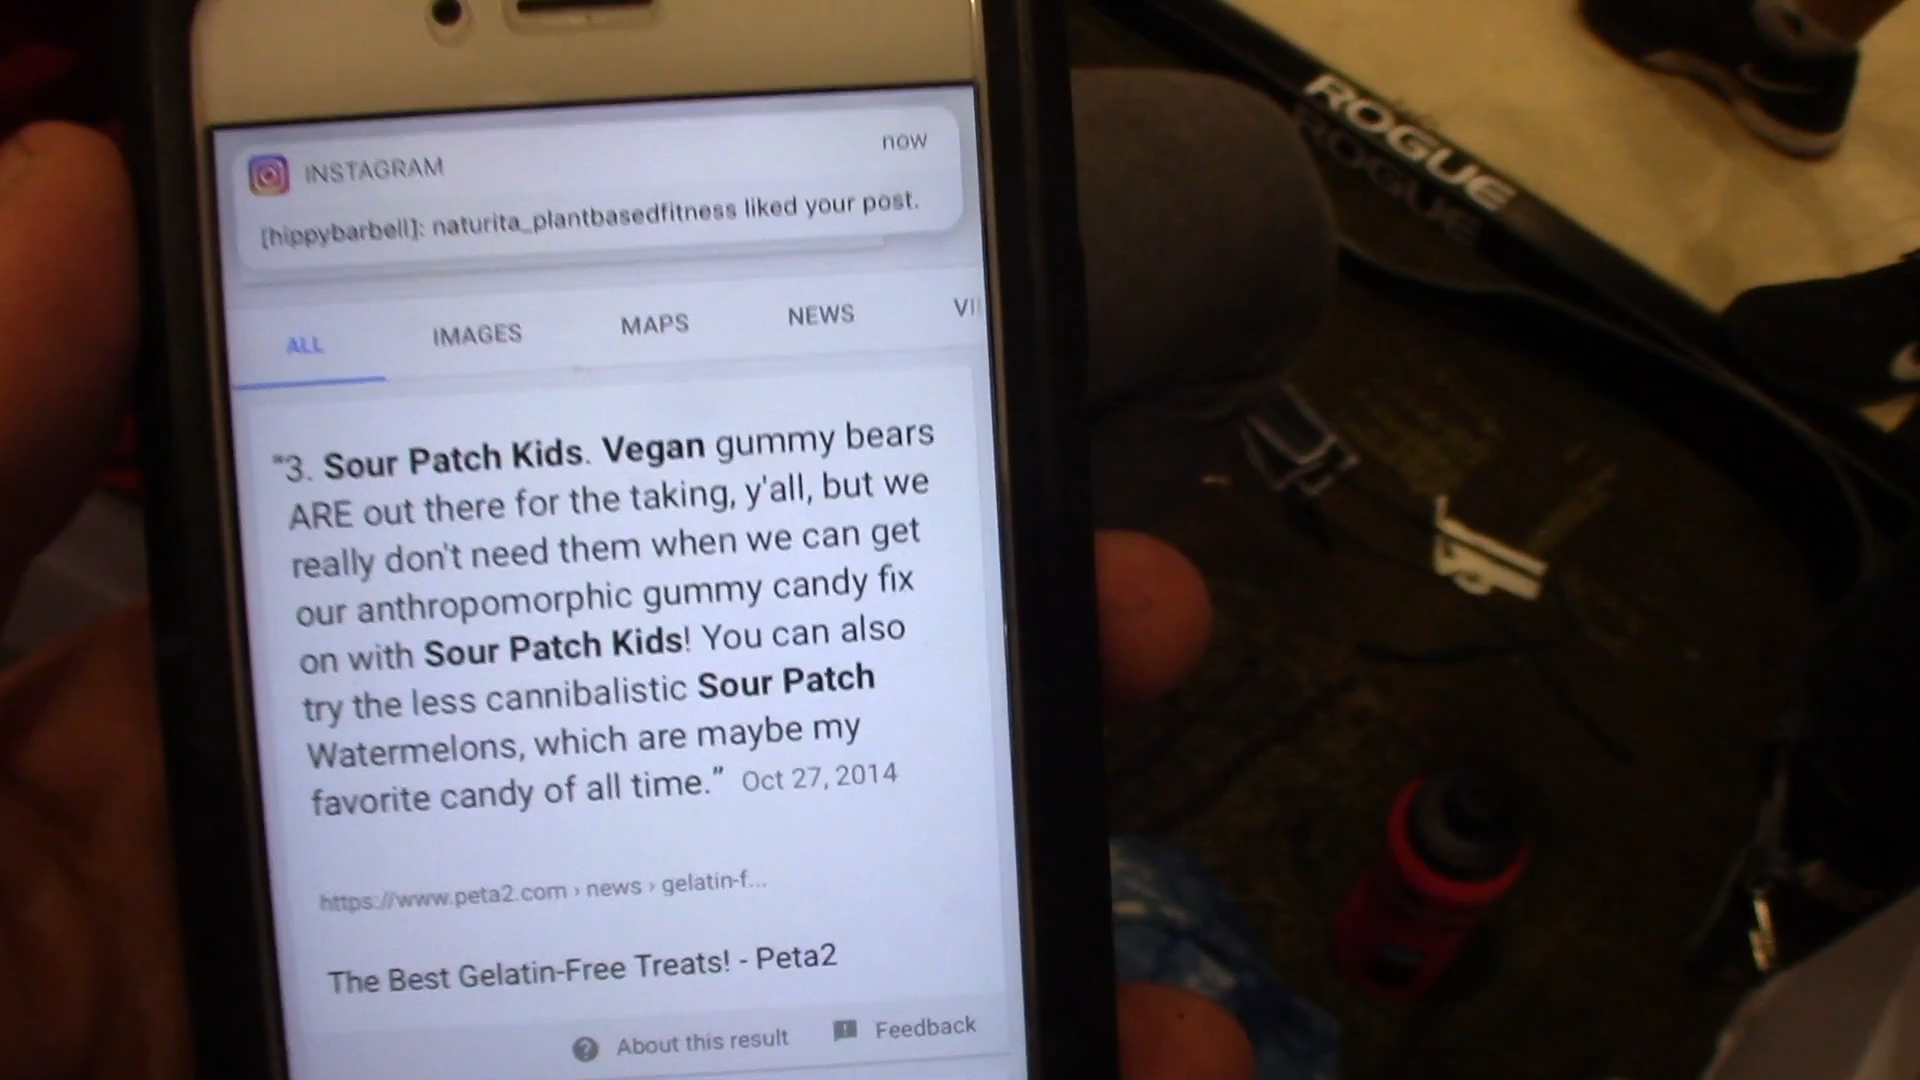 now
INSTAGRAM
[hippybarbell]: naturita_plantbasedfitness liked your post.
ALL IMAGES MAPS NEWS VI
"3. Sour Patch Kids. Vegan gummy bears
ARE out there for the taking, y'all, but we
really don't need them when we can get
our anthropomorphic gummy candy fix
on with Sour Patch Kids! You can also
try the less cannibalistic Sour Patch
Watermelons, which are maybe my
favorite candy of all time." Oct 27, 2014
https://www.peta2.com › news › gelatin-f...
The Best Gelatin-Free Treats! - Peta2
About this result Feedback
ROGUE
ROGUE